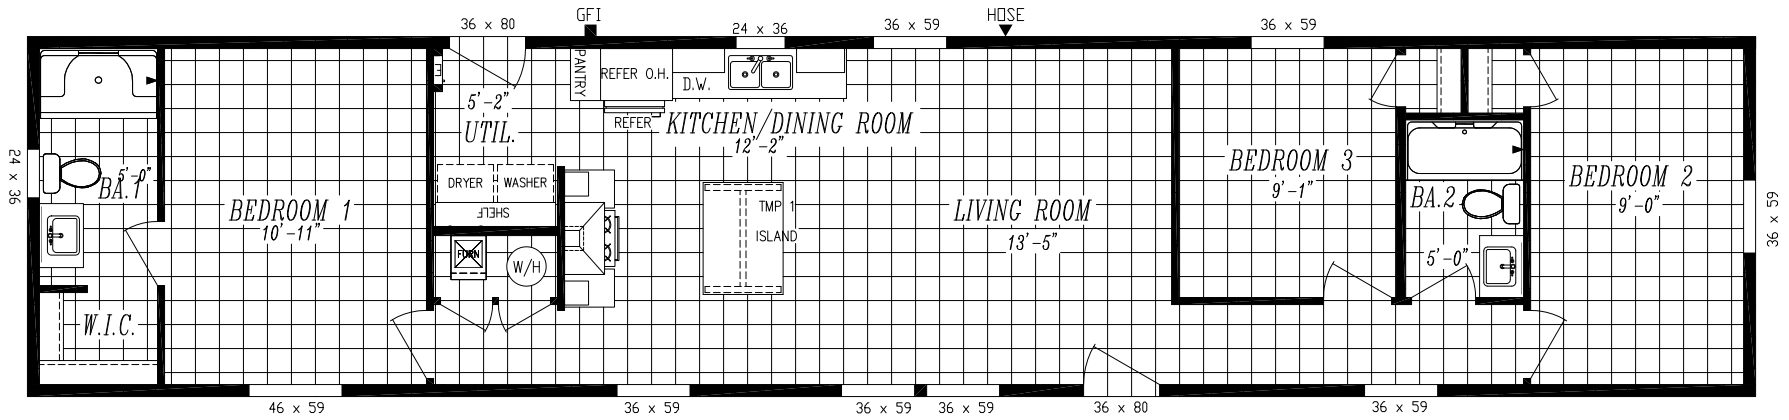 GFI
HOSE
36 x 80
24 x 36
36 x 59
36 x 59
PANTRY
REFER O.H.
D.W.
REFER
5'-2"
UTIL.
KITCHEN/DINING ROOM
12'-2"
24 x 36
5'-0"
BA.1
DRYER
WASHER
SHELF
BEDROOM 1
10'-11"
TMP 1
ISLAND
LIVING ROOM
13'-5"
BEDROOM 3
9'-1"
BA.2
5'-0"
BEDROOM 2
9'-0"
36 x 59
FURN
W/H
W.I.C.
46 x 59
36 x 59
36 x 59
36 x 59
36 x 80
36 x 59